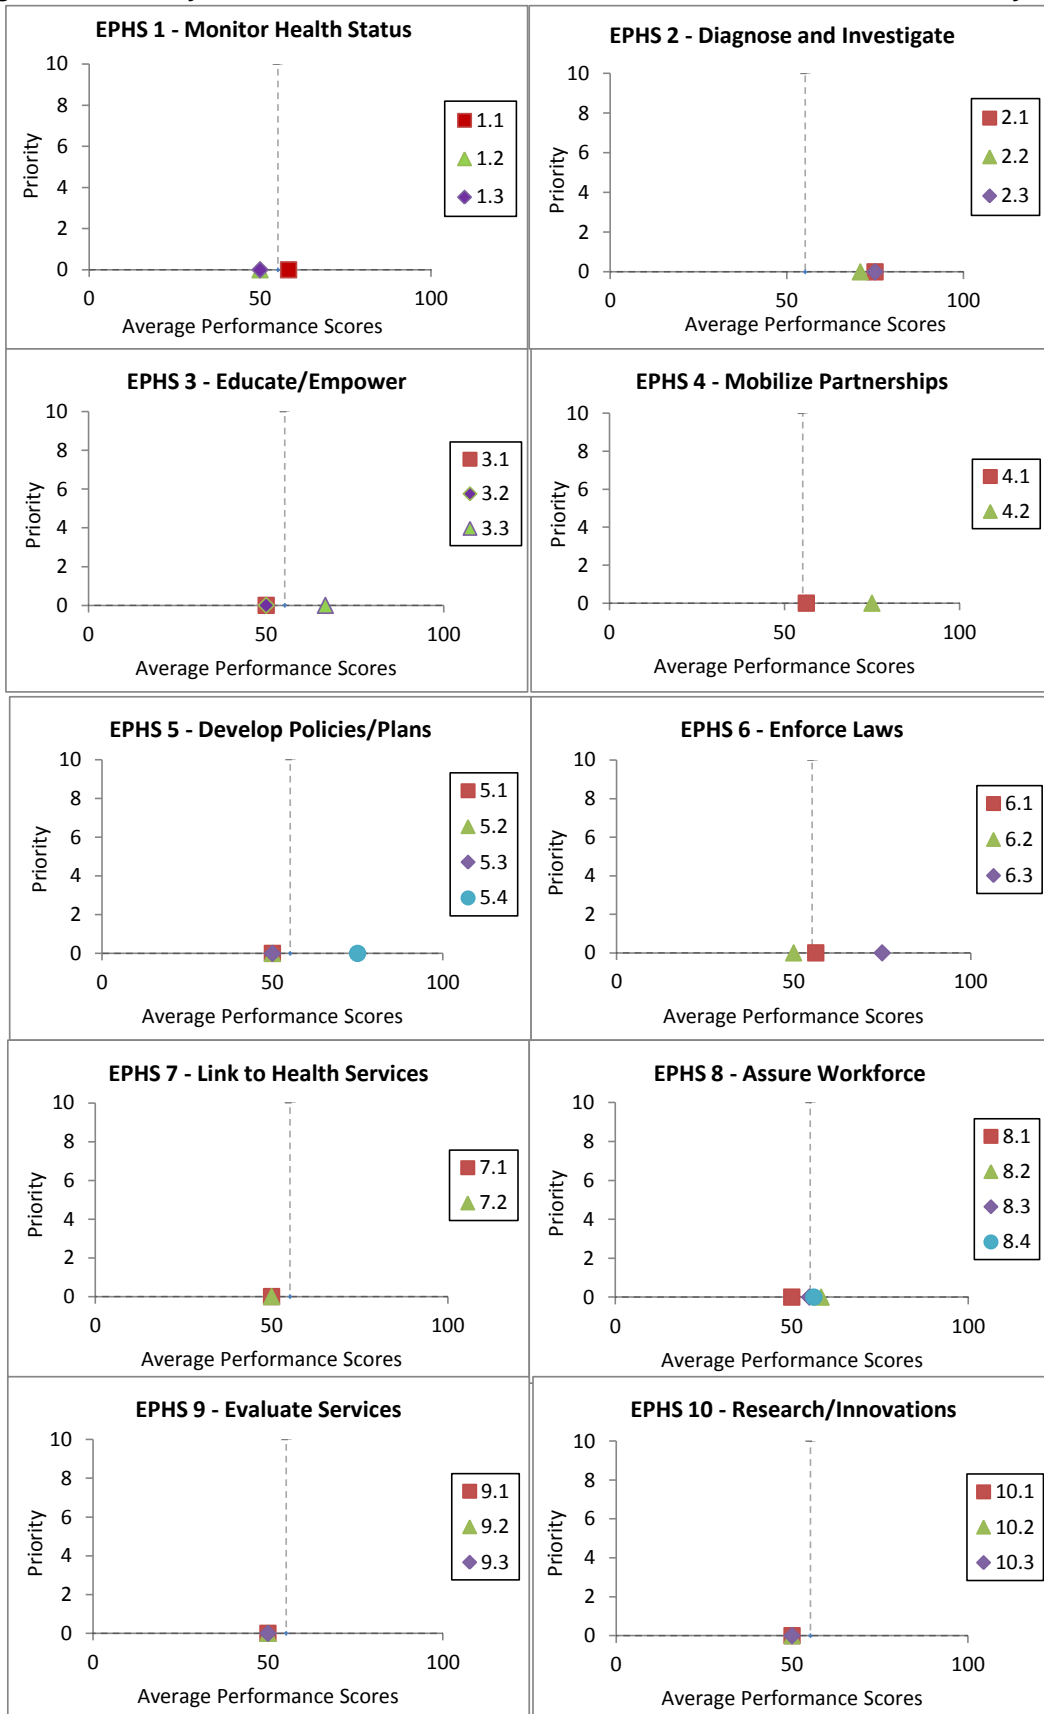 EPHS 1 - Monitor Health Status
10
8
6
4
2
0
Priority
0 50 100
Average Performance Scores
1.1
1.2
1.3
EPHS 2 - Diagnose and Investigate
10
8
6
4
2
0
Priority
0 50 100
Average Performance Scores
2.1
2.2
2.3
EPHS 3 - Educate/Empower
10
8
6
4
2
0
Priority
0 50 100
Average Performance Scores
3.1
3.2
3.3
EPHS 4 - Mobilize Partnerships
10
8
6
4
2
0
Priority
0 50 100
Average Performance Scores
4.1
4.2
EPHS 5 - Develop Policies/Plans
10
8
6
4
2
0
Priority
0 50 100
Average Performance Scores
5.1
5.2
5.3
5.4
EPHS 6 - Enforce Laws
10
8
6
4
2
0
Priority
0 50 100
Average Performance Scores
6.1
6.2
6.3
EPHS 7 - Link to Health Services
10
8
6
4
2
0
Priority
0 50 100
Average Performance Scores
7.1
7.2
EPHS 8 - Assure Workforce
10
8
6
4
2
0
Priority
0 50 100
Average Performance Scores
8.1
8.2
8.3
8.4
EPHS 9 - Evaluate Services
10
8
6
4
2
0
Priority
0 50 100
Average Performance Scores
9.1
9.2
9.3
EPHS 10 - Research/Innovations
10
8
6
4
2
0
Priority
0 50 100
Average Performance Scores
10.1
10.2
10.3